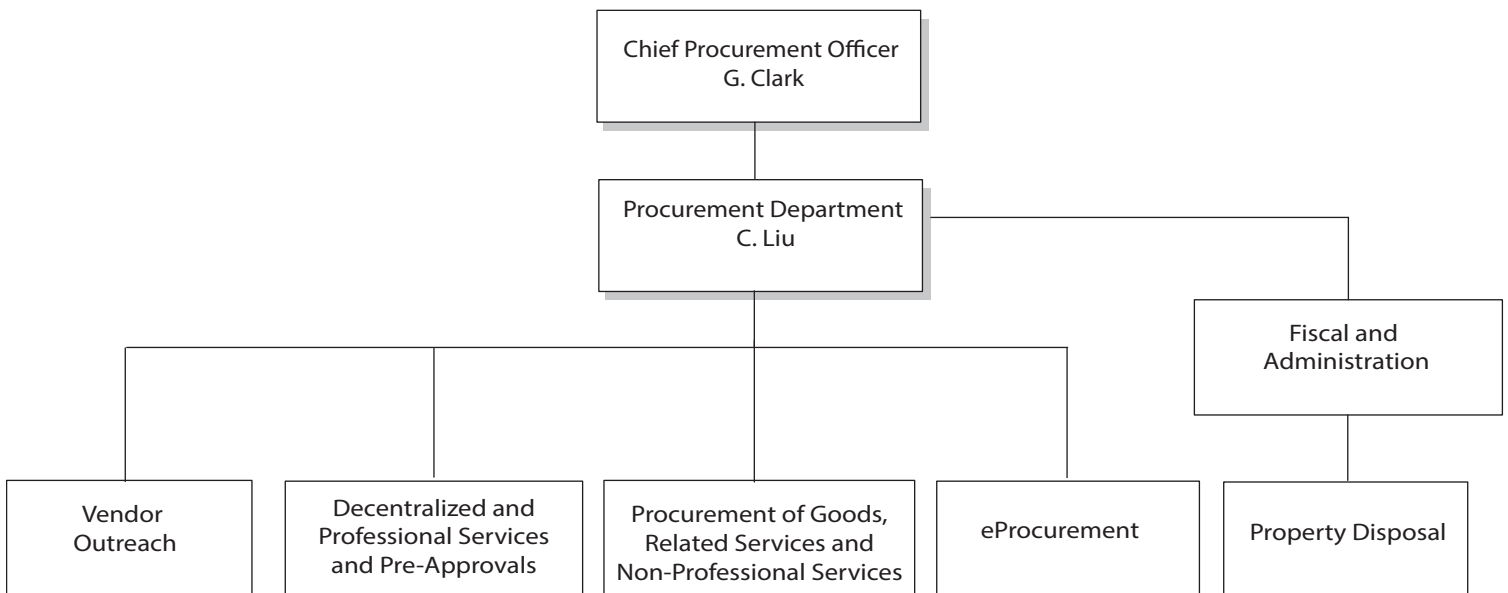 Chief Procurement Officer
G. Clark
Procurement Department
C. Liu
Fiscal and
Administration
Vendor
Outreach
Decentralized and
Professional Services
and Pre-Approvals
Procurement of Goods,
Related Services and
Non-Professional Services
eProcurement
Property Disposal